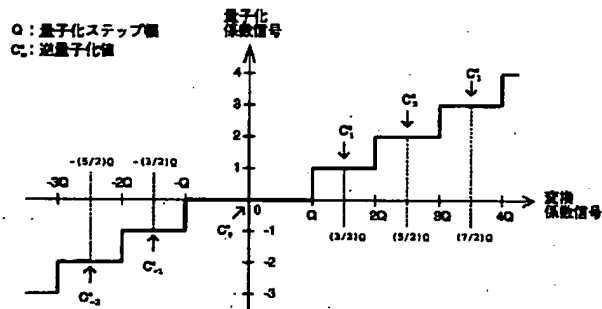 Q：量子化ステップ幅
C°ₙ：逆量子化値
量子化
係数信号
4
3
2
1
C°₁
C°₂
C°₃
-(5/2)Q
-(3/2)Q
-3Q
-2Q
-Q
0
Q
2Q
3Q
4Q
変換
係数信号
(3/2)Q
(5/2)Q
(7/2)Q
C°₀
-1
-2
-3
C°₋₁